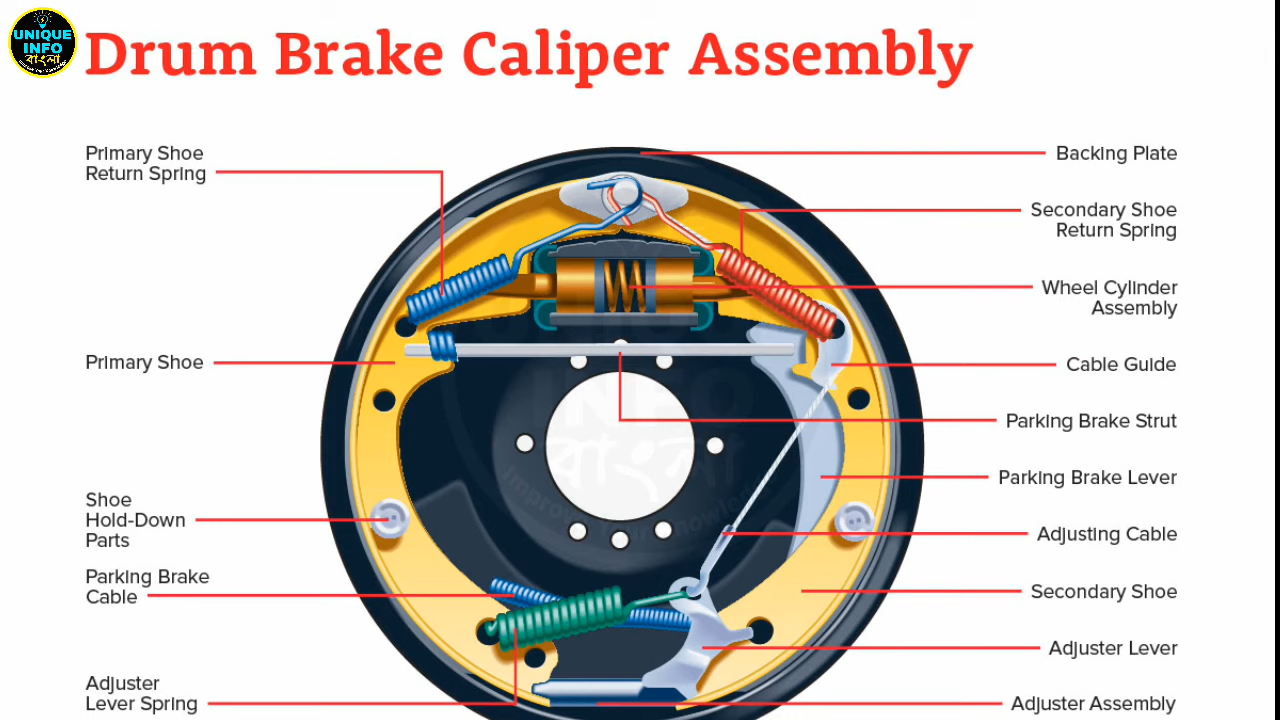 UNIQUE
INFO
বাংলা
Drum Brake Caliper Assembly
Primary Shoe
Return Spring
Primary Shoe
Shoe
Hold-Down
Parts
Parking Brake
Cable
Adjuster
Lever Spring
Backing Plate
Secondary Shoe
Return Spring
Wheel Cylinder
Assembly
Cable Guide
Parking Brake Strut
Parking Brake Lever
Adjusting Cable
Secondary Shoe
Adjuster Lever
Adjuster Assembly
INFO
বাংলা